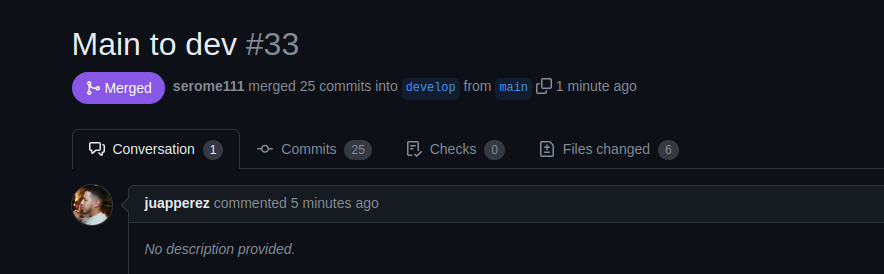 Main to dev #33
Merged serome111 merged 25 commits into develop from main 1 minute ago
Conversation 1 Commits 25 Checks 0 Files changed 6
juapperez commented 5 minutes ago
No description provided.